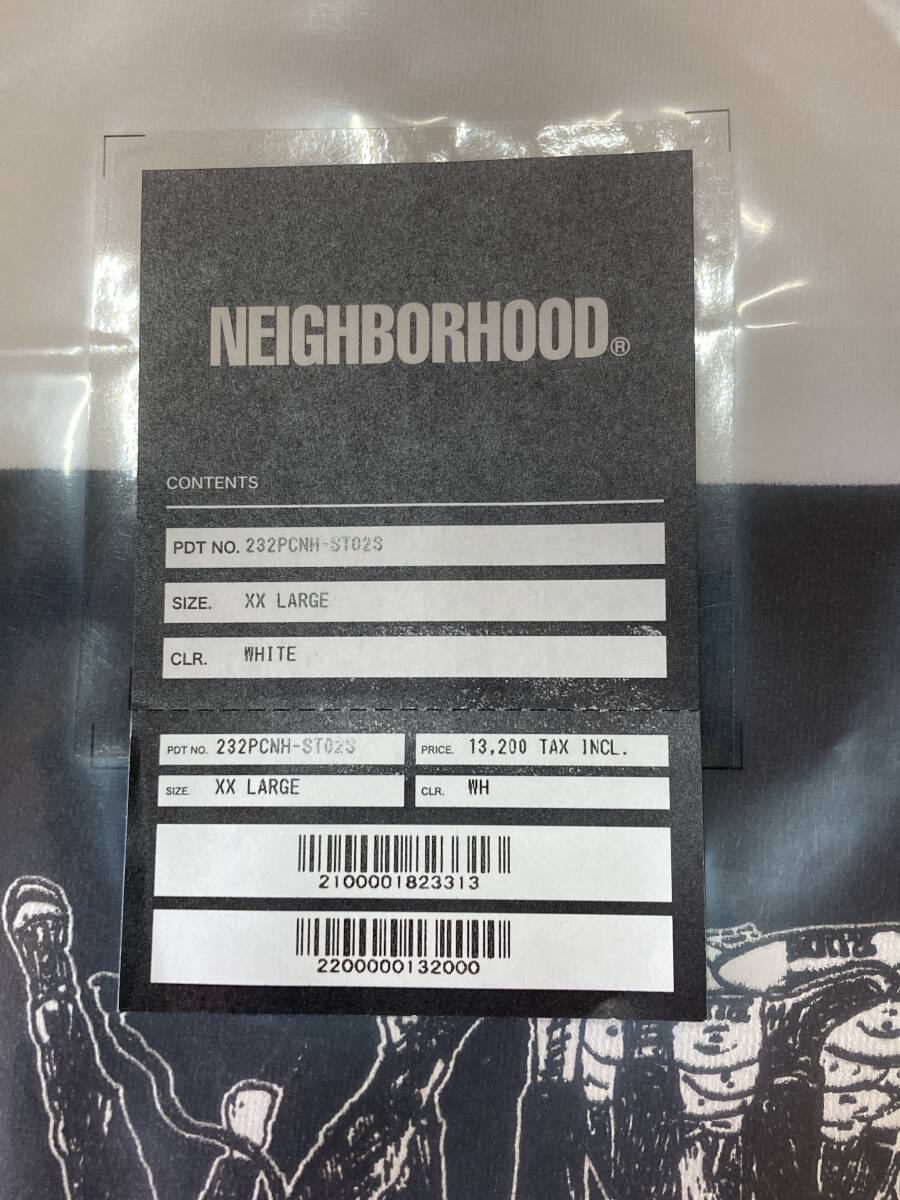 NEIGHBORHOOD®
CONTENTS
PDT NO. 232PCNH-ST02S
SIZE. XX LARGE
CLR. WHITE
PDT NO. 232PCNH-ST02S
PRICE. 13,200 TAX INCL.
SIZE. XX LARGE
CLR. WH
2100001823313
2200000132000